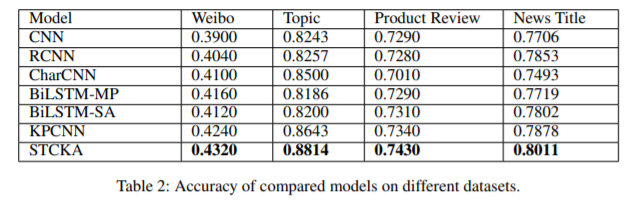 Model Weibo Topic Product Review News Title
CNN 0.3900 0.8243 0.7290 0.7706
RCNN 0.4040 0.8257 0.7280 0.7853
CharCNN 0.4100 0.8500 0.7010 0.7493
BiLSTM-MP 0.4160 0.8186 0.7290 0.7719
BiLSTM-SA 0.4120 0.8200 0.7310 0.7802
KPCNN 0.4240 0.8643 0.7340 0.7878
STCKA 0.4320 0.8814 0.7430 0.8011
Table 2: Accuracy of compared models on different datasets.